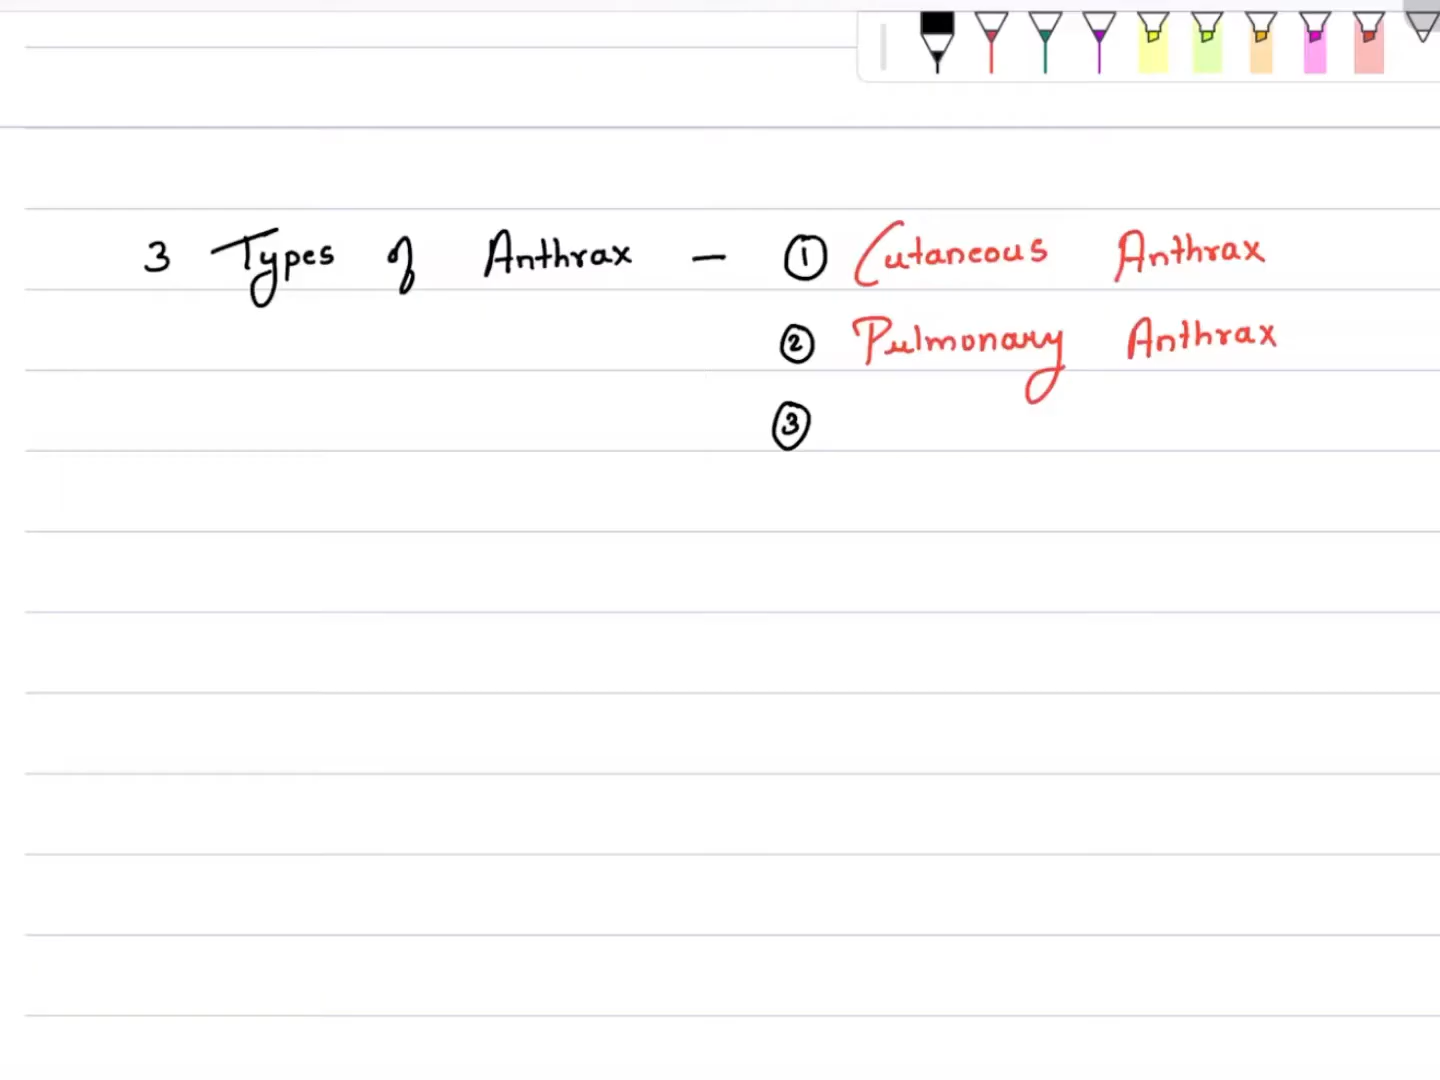 3 Types of Anthrax — ① Cutaneous Anthrax
② Pulmonary Anthrax
③